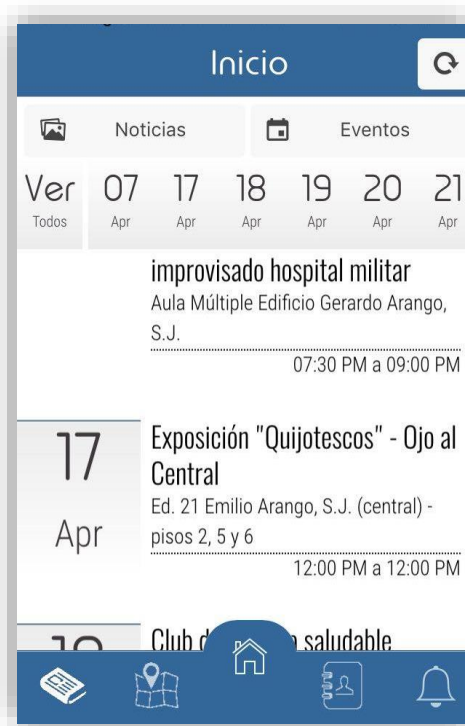 Inicio
Noticias
Eventos
Ver 07 17 18 19 20 21
Todos Apr Apr Apr Apr Apr Apr
improvisado hospital militar
Aula Múltiple Edificio Gerardo Arango,
S.J.
07:30 PM a 09:00 PM
17
Apr
Exposición "Quijotescos" - Ojo al
Central
Ed. 21 Emilio Arango, S.J. (central) -
pisos 2, 5 y 6
12:00 PM a 12:00 PM
Club saludable